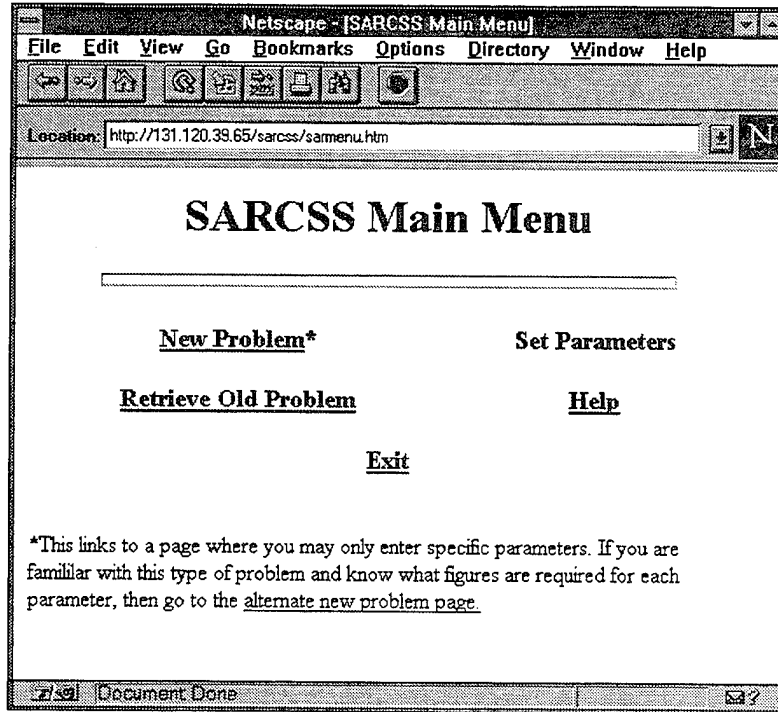 Netscape - [SARCSS Main Menu]
File Edit View Go Bookmarks Options Directory Window Help
Location: http://131.120.39.65/sarcss/sarmenu.htm
N
SARCSS Main Menu
New Problem* Set Parameters
Retrieve Old Problem Help
Exit
*This links to a page where you may only enter specific parameters. If you are
famililar with this type of problem and know what figures are required for each
parameter, then go to the alternate new problem page.
Document: Done
?